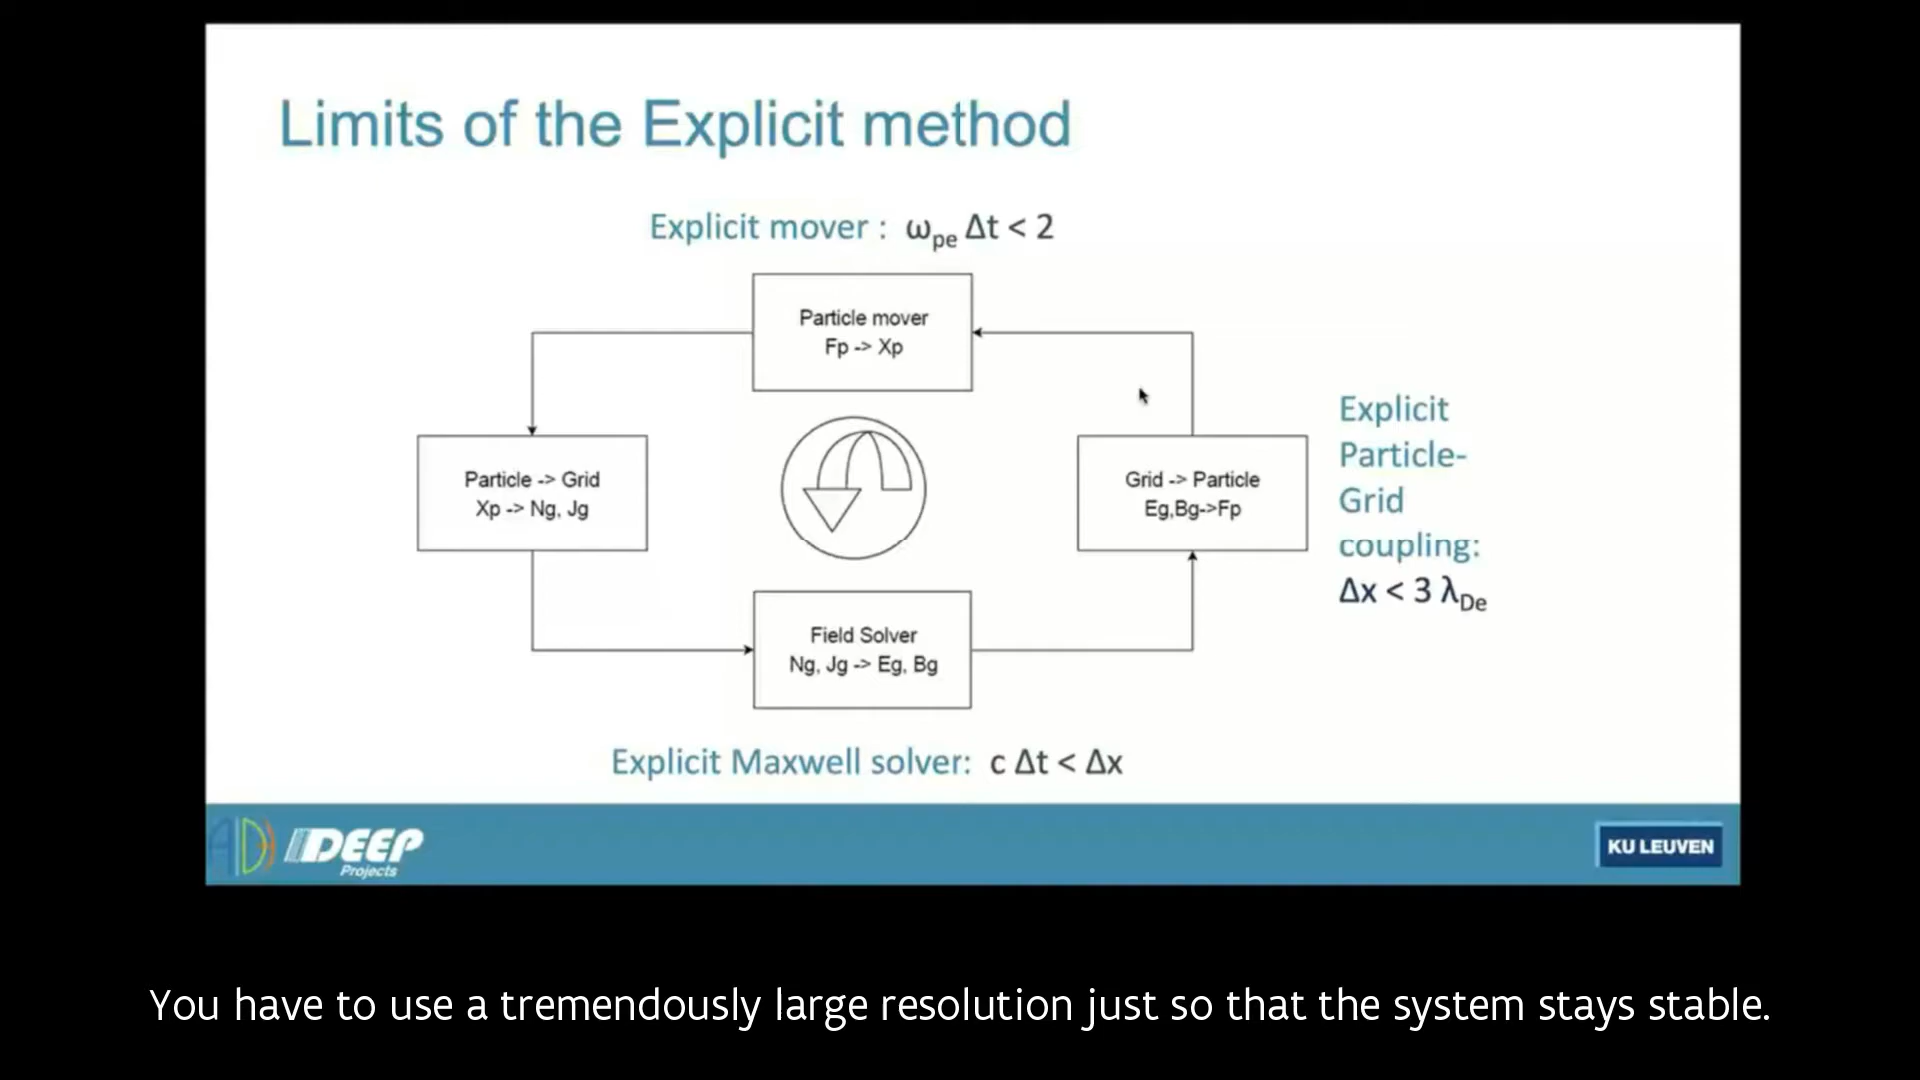 Limits of the Explicit method
Explicit mover : ωpe Δt < 2
Particle mover
Fp -> Xp
Particle -> Grid
Xp -> Ng, Jg
Grid -> Particle
Eg,Bg->Fp
Explicit
Particle-
Grid
coupling:
Δx < 3 λDe
Field Solver
Ng, Jg -> Eg, Bg
Explicit Maxwell solver: c Δt < Δx
DEEP
Projects
KU LEUVEN
You have to use a tremendously large resolution just so that the system stays stable.